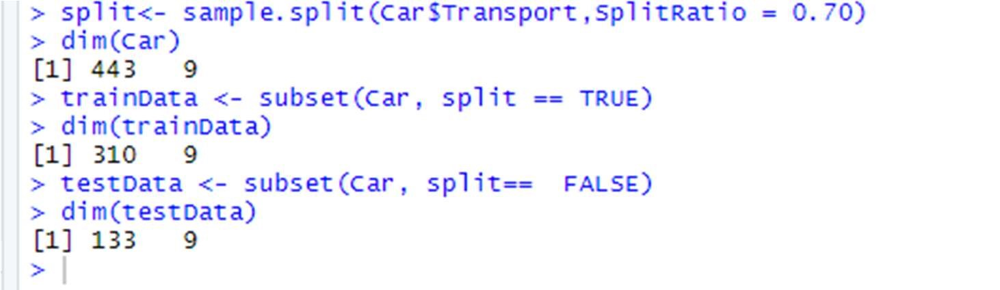 > split<- sample.split(Car$Transport,SplitRatio = 0.70)
> dim(Car)
[1] 443   9
> trainData <- subset(Car, split == TRUE)
> dim(trainData)
[1] 310   9
> testData <- subset(Car, split==  FALSE)
> dim(testData)
[1] 133   9
>